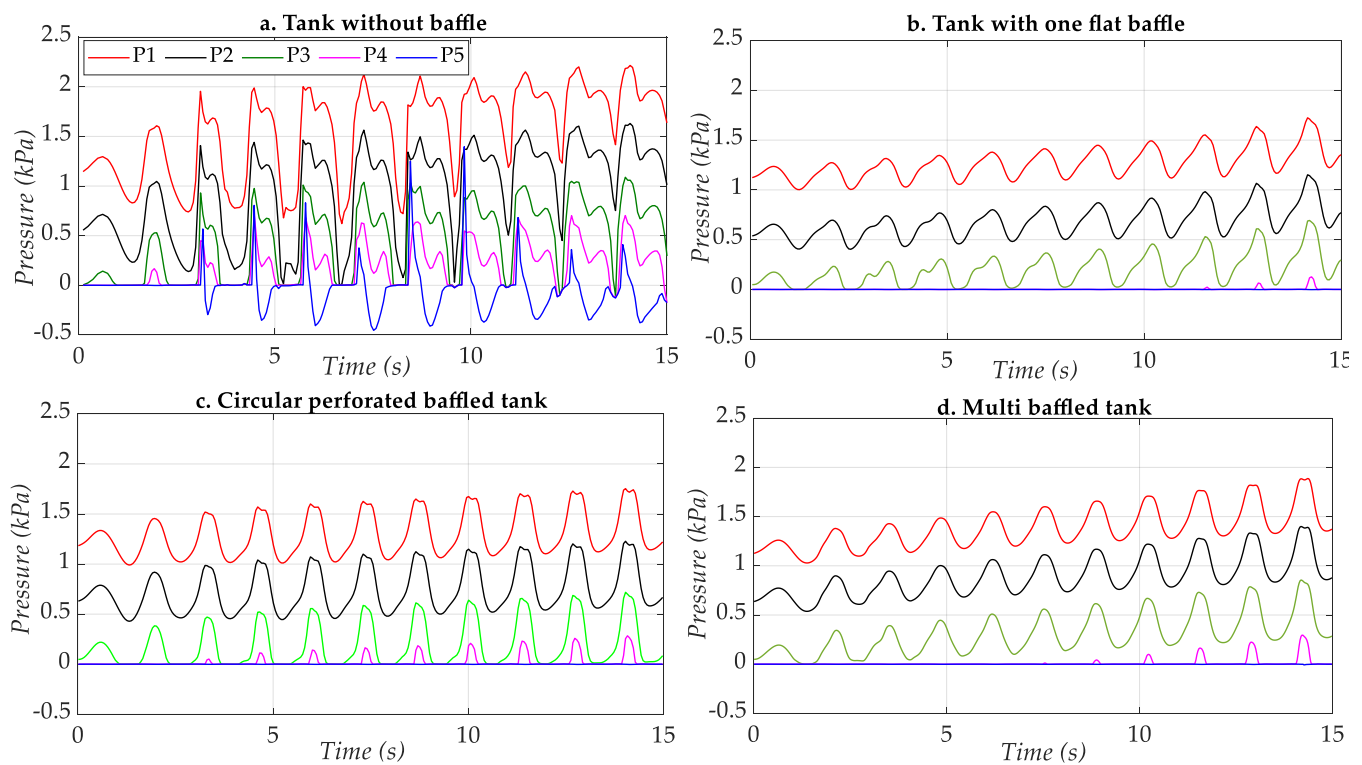 a. Tank without baffle
P1 P2 P3 P4 P5
2.5
2
1.5
1
0.5
0
-0.5
Pressure (kPa)
0 5 10 15
Time (s)
b. Tank with one flat baffle
2.5
2
1.5
1
0.5
0
-0.5
Pressure (kPa)
0 5 10 15
Time (s)
c. Circular perforated baffled tank
2.5
2
1.5
1
0.5
0
-0.5
Pressure (kPa)
0 5 10 15
Time (s)
d. Multi baffled tank
2.5
2
1.5
1
0.5
0
-0.5
Pressure (kPa)
0 5 10 15
Time (s)